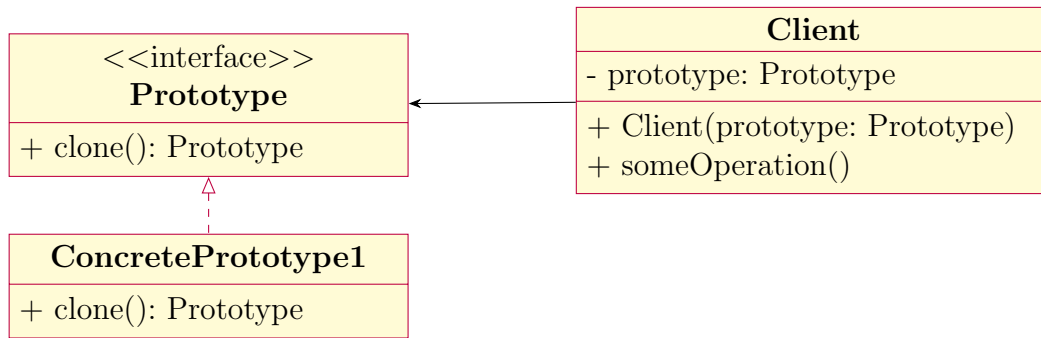 <<interface>>
Prototype
+ clone(): Prototype
Client
- prototype: Prototype
+ Client(prototype: Prototype)
+ someOperation()
ConcretePrototype1
+ clone(): Prototype